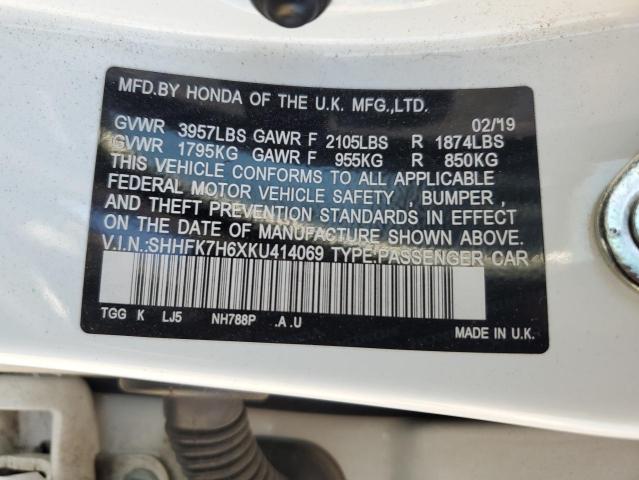 MFD.BY HONDA OF THE U.K. MFG.,LTD.
02/'19
GVWR 3957LBS GAWR F 2105LBS R 1874LBS
GVWR 1795KG GAWR F 955KG R 850KG
THIS VEHICLE CONFORMS TO ALL APPLICABLE
FEDERAL MOTOR VEHICLE SAFETY , BUMPER ,
AND THEFT PREVENTION STANDARDS IN EFFECT
ON THE DATE OF MANUFACTURE SHOWN ABOVE.
V.I.N.:SHHFK7H6XKU414069 TYPE:PASSENGER CAR
TGG K LJ5 NH788P .A .U
MADE IN U.K.